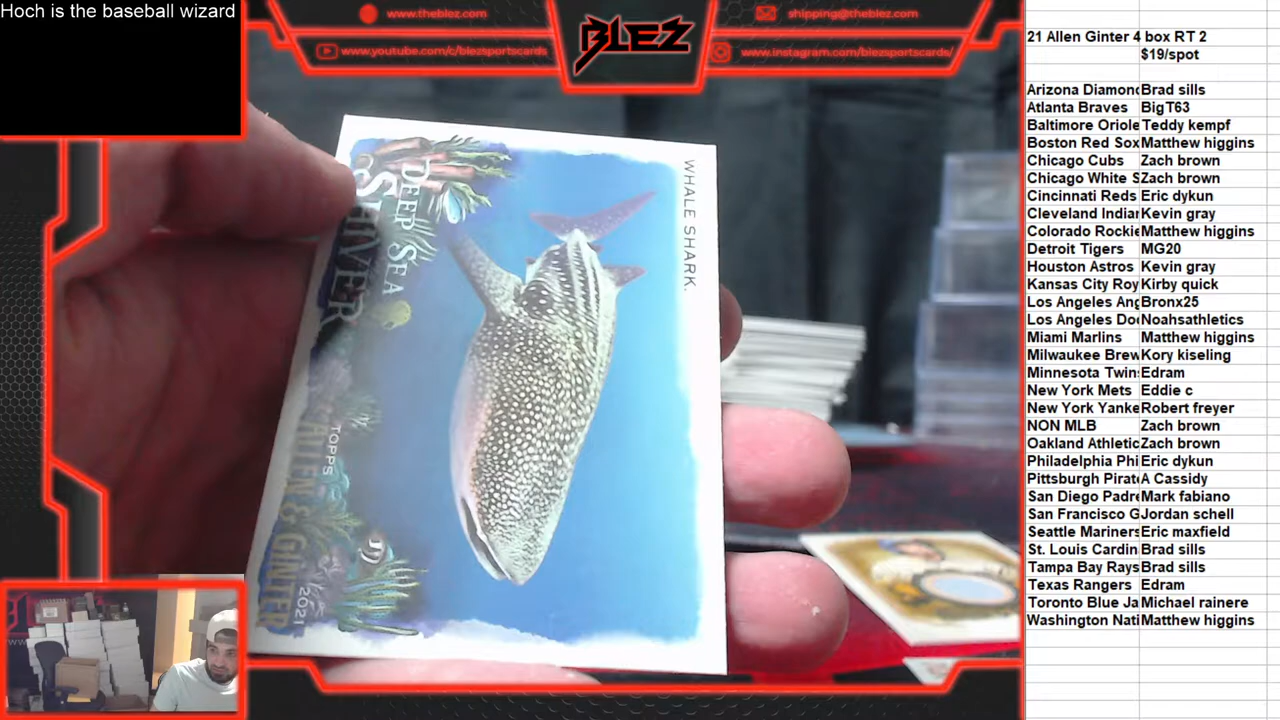 Hoch is the baseball wizard
www.theblez.com
shipping@theblez.com
www.youtube.com/c/blezsportscards
BLEZ
www.instagram.com/blezsportscards/
WHALE SHARK.
DEEP SEA
SHIVER
TOPPS
ALLEN & GINTER
2021
21 Allen Ginter 4 box RT 2
$19/spot
Arizona Diamond Brad sills
Atlanta Braves BigT63
Baltimore Oriole Teddy kempf
Boston Red Sox Matthew higgins
Chicago Cubs Zach brown
Chicago White S Zach brown
Cincinnati Reds Eric dykun
Cleveland Indian Kevin gray
Colorado Rockie Matthew higgins
Detroit Tigers MG20
Houston Astros Kevin gray
Kansas City Roy Kirby quick
Los Angeles Ang Bronx25
Los Angeles Dod Noahsathletics
Miami Marlins Matthew higgins
Milwaukee Brew Kory kiseling
Minnesota Twins Edram
New York Mets Eddie c
New York Yanke Robert freyer
NON MLB Zach brown
Oakland Athletic Zach brown
Philadelphia Phi Eric dykun
Pittsburgh Pirate A Cassidy
San Diego Padre Mark fabiano
San Francisco G Jordan schell
Seattle Mariners Eric maxfield
St. Louis Cardin Brad sills
Tampa Bay Rays Brad sills
Texas Rangers Edram
Toronto Blue Ja Michael rainere
Washington Nati Matthew higgins